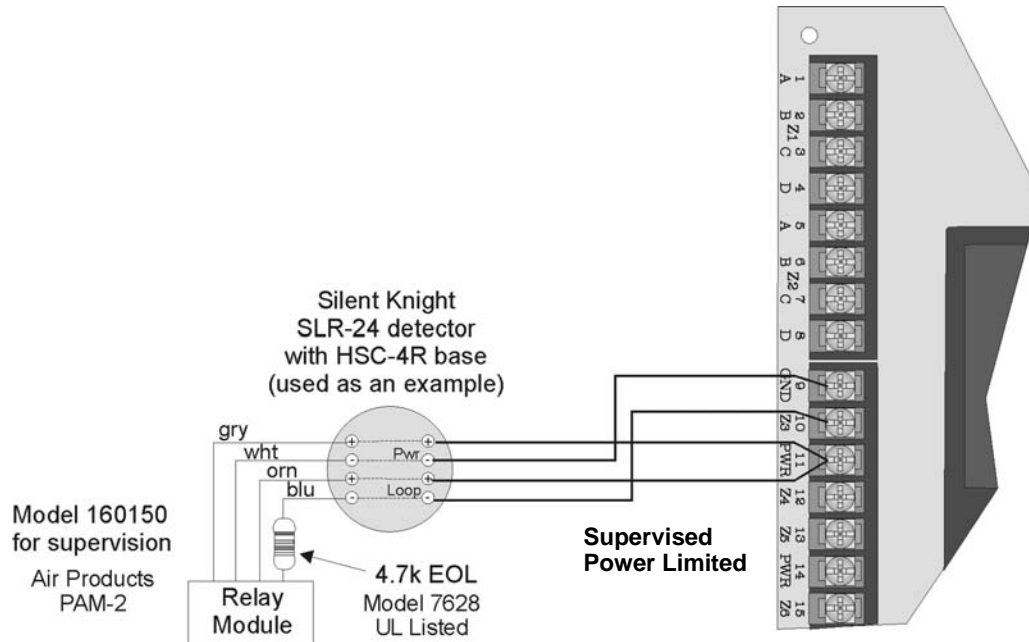 Silent Knight
SLR-24 detector
with HSC-4R base
(used as an example)
gry
wht
orn
blu
+ +
- Pwr -
+ +
- Loop -
Model 160150
for supervision
Air Products
PAM-2
Relay
Module
4.7k EOL
Model 7628
UL Listed
Supervised
Power Limited
A 1
B 2
Z1
C 3
D 4
A 5
B 6
Z2
C 7
D 8
GND 9
Z3 10
PWR 11
Z4 12
Z5 13
PWR 14
Z6 15